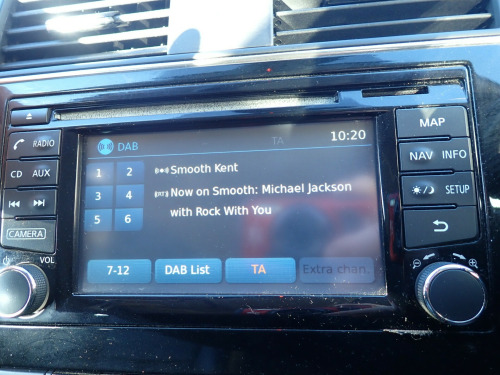 DAB
TA
10:20
Smooth Kent
Now on Smooth: Michael Jackson
with Rock With You
1 2
3 4
5 6
7-12
DAB List
TA
Extra chan.
RADIO
CD AUX
CAMERA
VOL
MAP
NAV INFO
SETUP